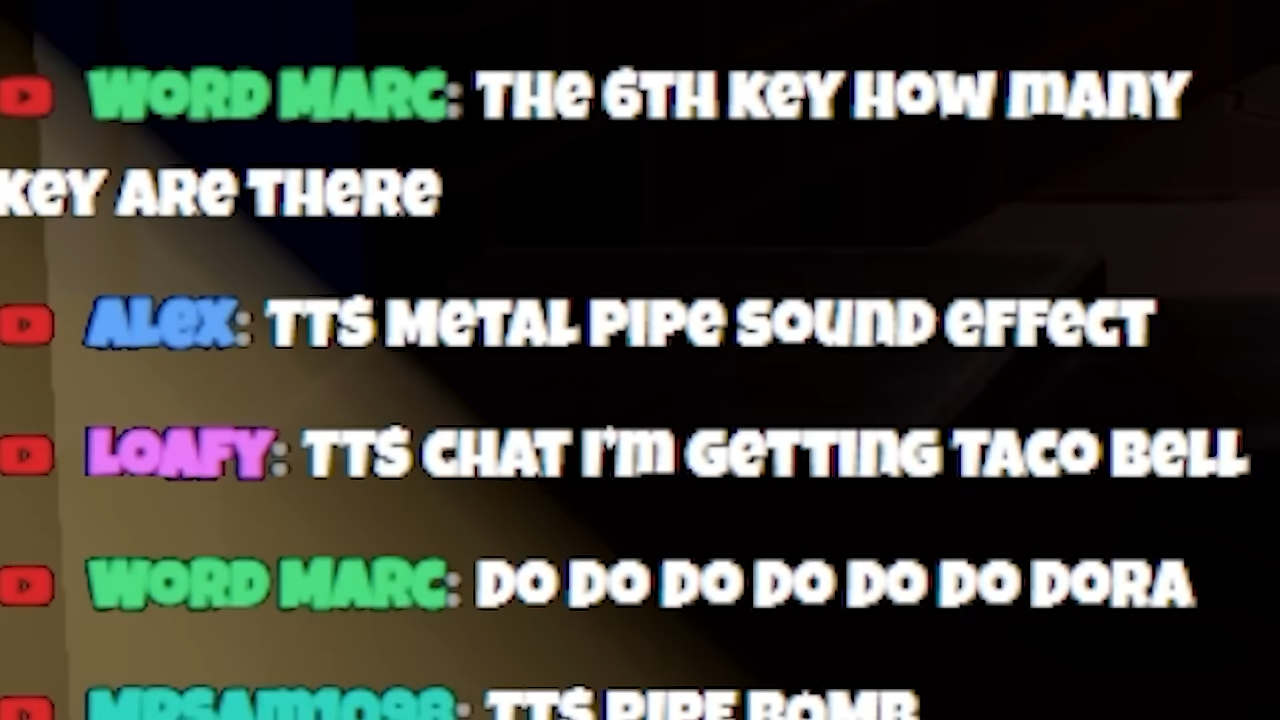 WORD MARC: THE 6TH KEY HOW MANY
KEY ARE THERE
ALEX: TTS METAL PIPE SOUND EFFECT
LOAFY: TTS CHAT I'M GETTING TACO BELL
WORD MARC: DO DO DO DO DO DO DORA
MRSAM1098: TTS PIPE BOMB